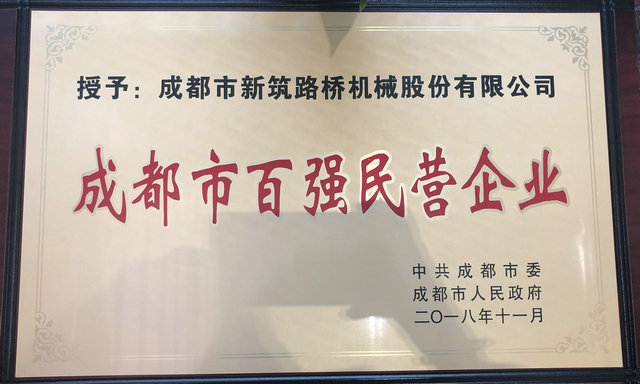 授予：成都市新筑路桥机械股份有限公司
成都市百强民营企业
中共成都市委
成都市人民政府
二〇一八年十一月